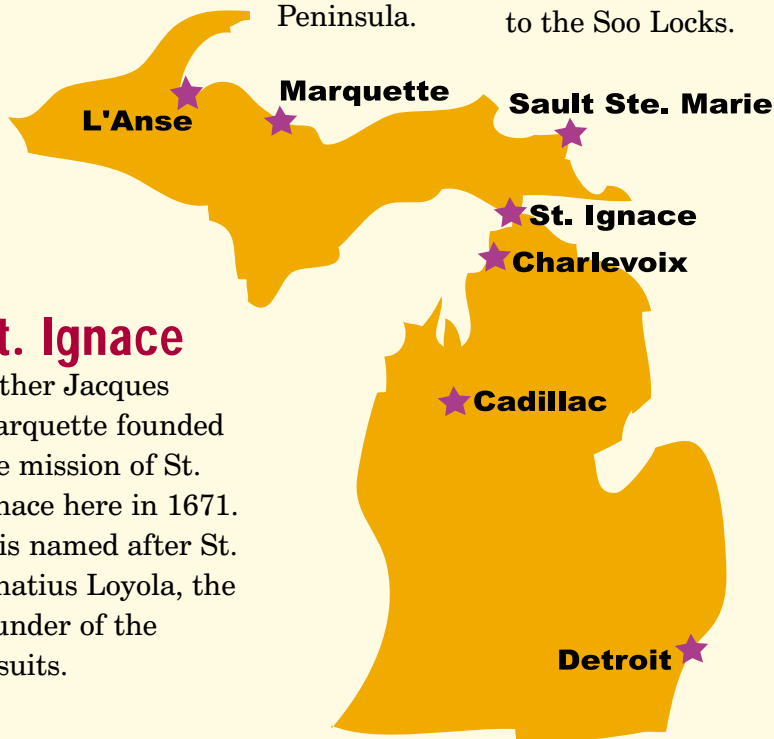 Peninsula.
to the Soo Locks.
Marquette
Sault Ste. Marie
L'Anse
St. Ignace
Charlevoix
t. Ignace
ther Jacques
arquette founded
e mission of St.
nace here in 1671.
is named after St.
natius Loyola, the
under of the
suits.
Cadillac
Detroit